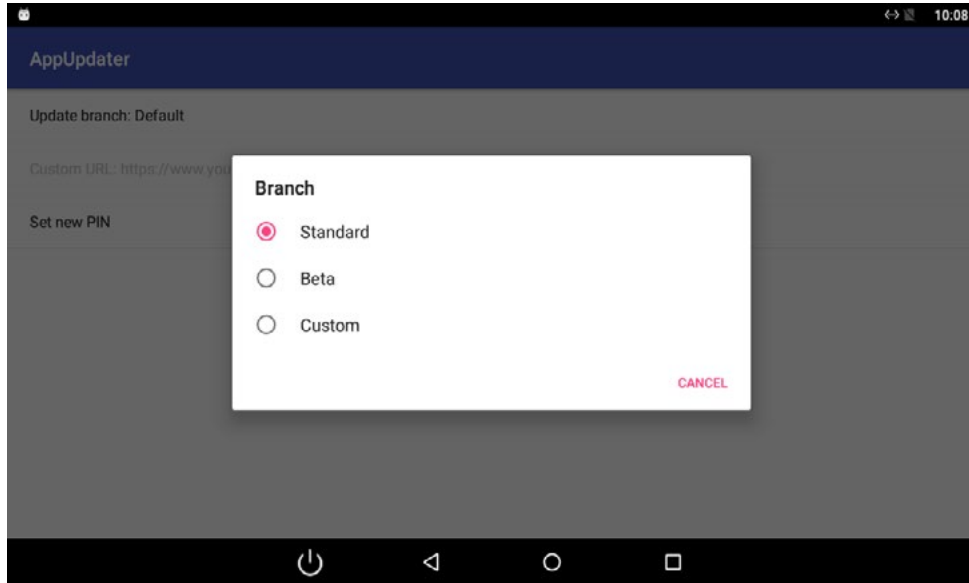 10:08
AppUpdater
Update branch: Default
Custom URL: https://www.you
Set new PIN
Branch
Standard
Beta
Custom
CANCEL